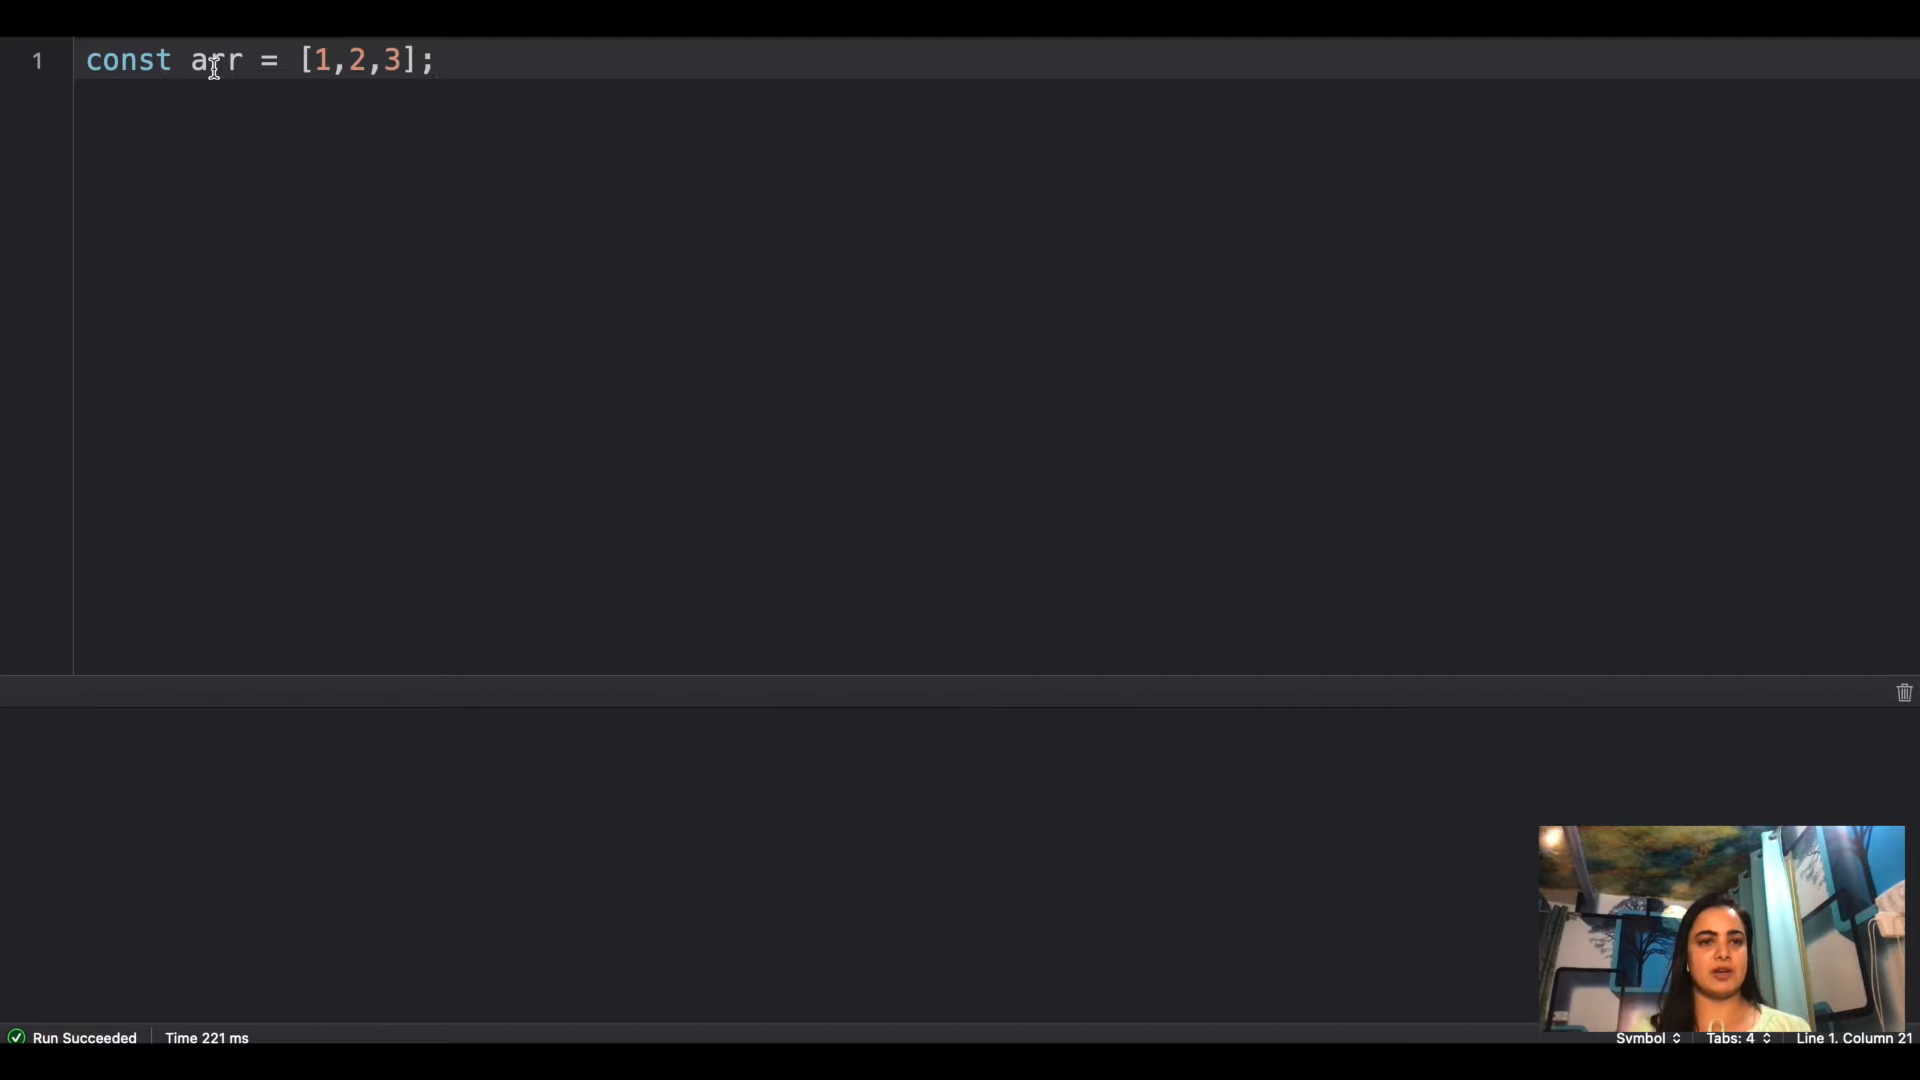 1 const arr = [1,2,3];
Run Succeeded Time 221 ms Symbol Tabs: 4 Line 1, Column 21